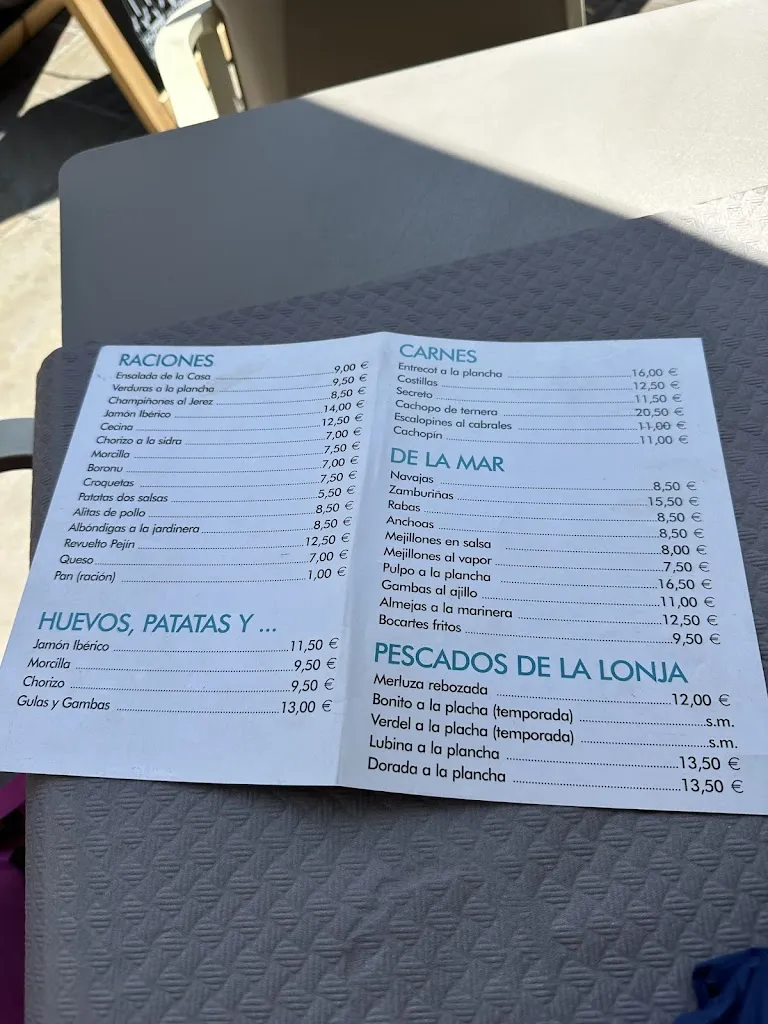 RACIONES
Ensalada de la Casa 9,00 €
Verduras a la plancha 9,50 €
Champiñones al Jerez 8,50 €
Jamón Ibérico 14,00 €
Cecina 12,50 €
Chorizo a la sidra 7,00 €
Morcilla 7,50 €
Boronu 7,00 €
Croquetas 7,50 €
Patatas dos salsas 5,50 €
Alitas de pollo 8,50 €
Albóndigas a la jardinera 8,50 €
Revuelto Pejín 12,50 €
Queso 7,00 €
Pan (ración) 1,00 €
HUEVOS, PATATAS Y ...
Jamón Ibérico 11,50 €
Morcilla 9,50 €
Chorizo 9,50 €
Gulas y Gambas 13,00 €
CARNES
Entrecot a la plancha 16,00 €
Costillas 12,50 €
Secreto 11,50 €
Cachopo de ternera 20,50 €
Escalopines al cabrales 11,00 €
Cachopin 11,00 €
DE LA MAR
Navajas 8,50 €
Zamburiñas 15,50 €
Rabas 8,50 €
Anchoas 8,50 €
Mejillones en salsa 8,00 €
Mejillones al vapor 7,50 €
Pulpo a la plancha 16,50 €
Gambas al ajillo 11,00 €
Almejas a la marinera 12,50 €
Bocartes fritos 9,50 €
PESCADOS DE LA LONJA
Merluza rebozada 12,00 €
Bonito a la placha (temporada) s.m.
Verdel a la placha (temporada) s.m.
Lubina a la plancha 13,50 €
Dorada a la plancha 13,50 €